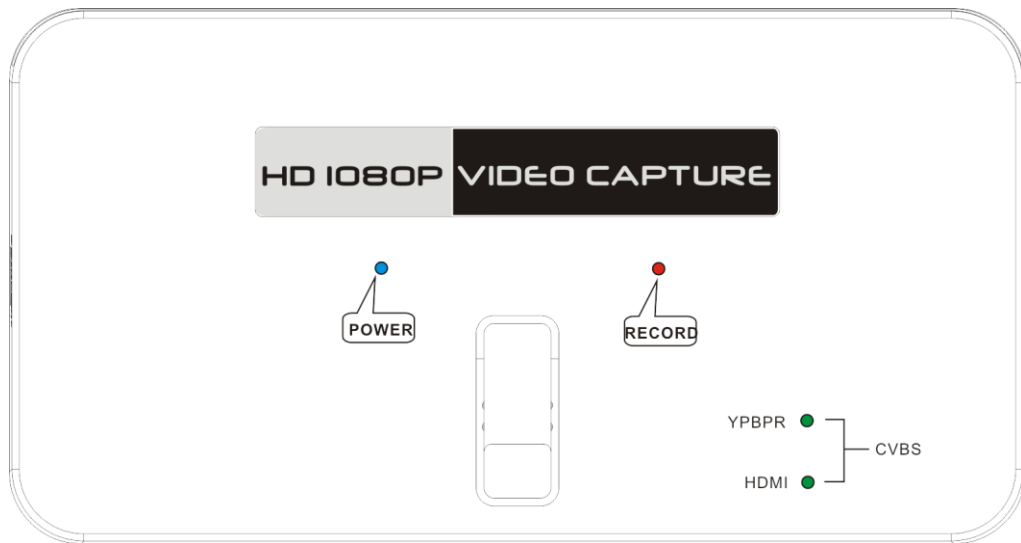 HD 1080P VIDEO CAPTURE
POWER
RECORD
YPBPR
CVBS
HDMI